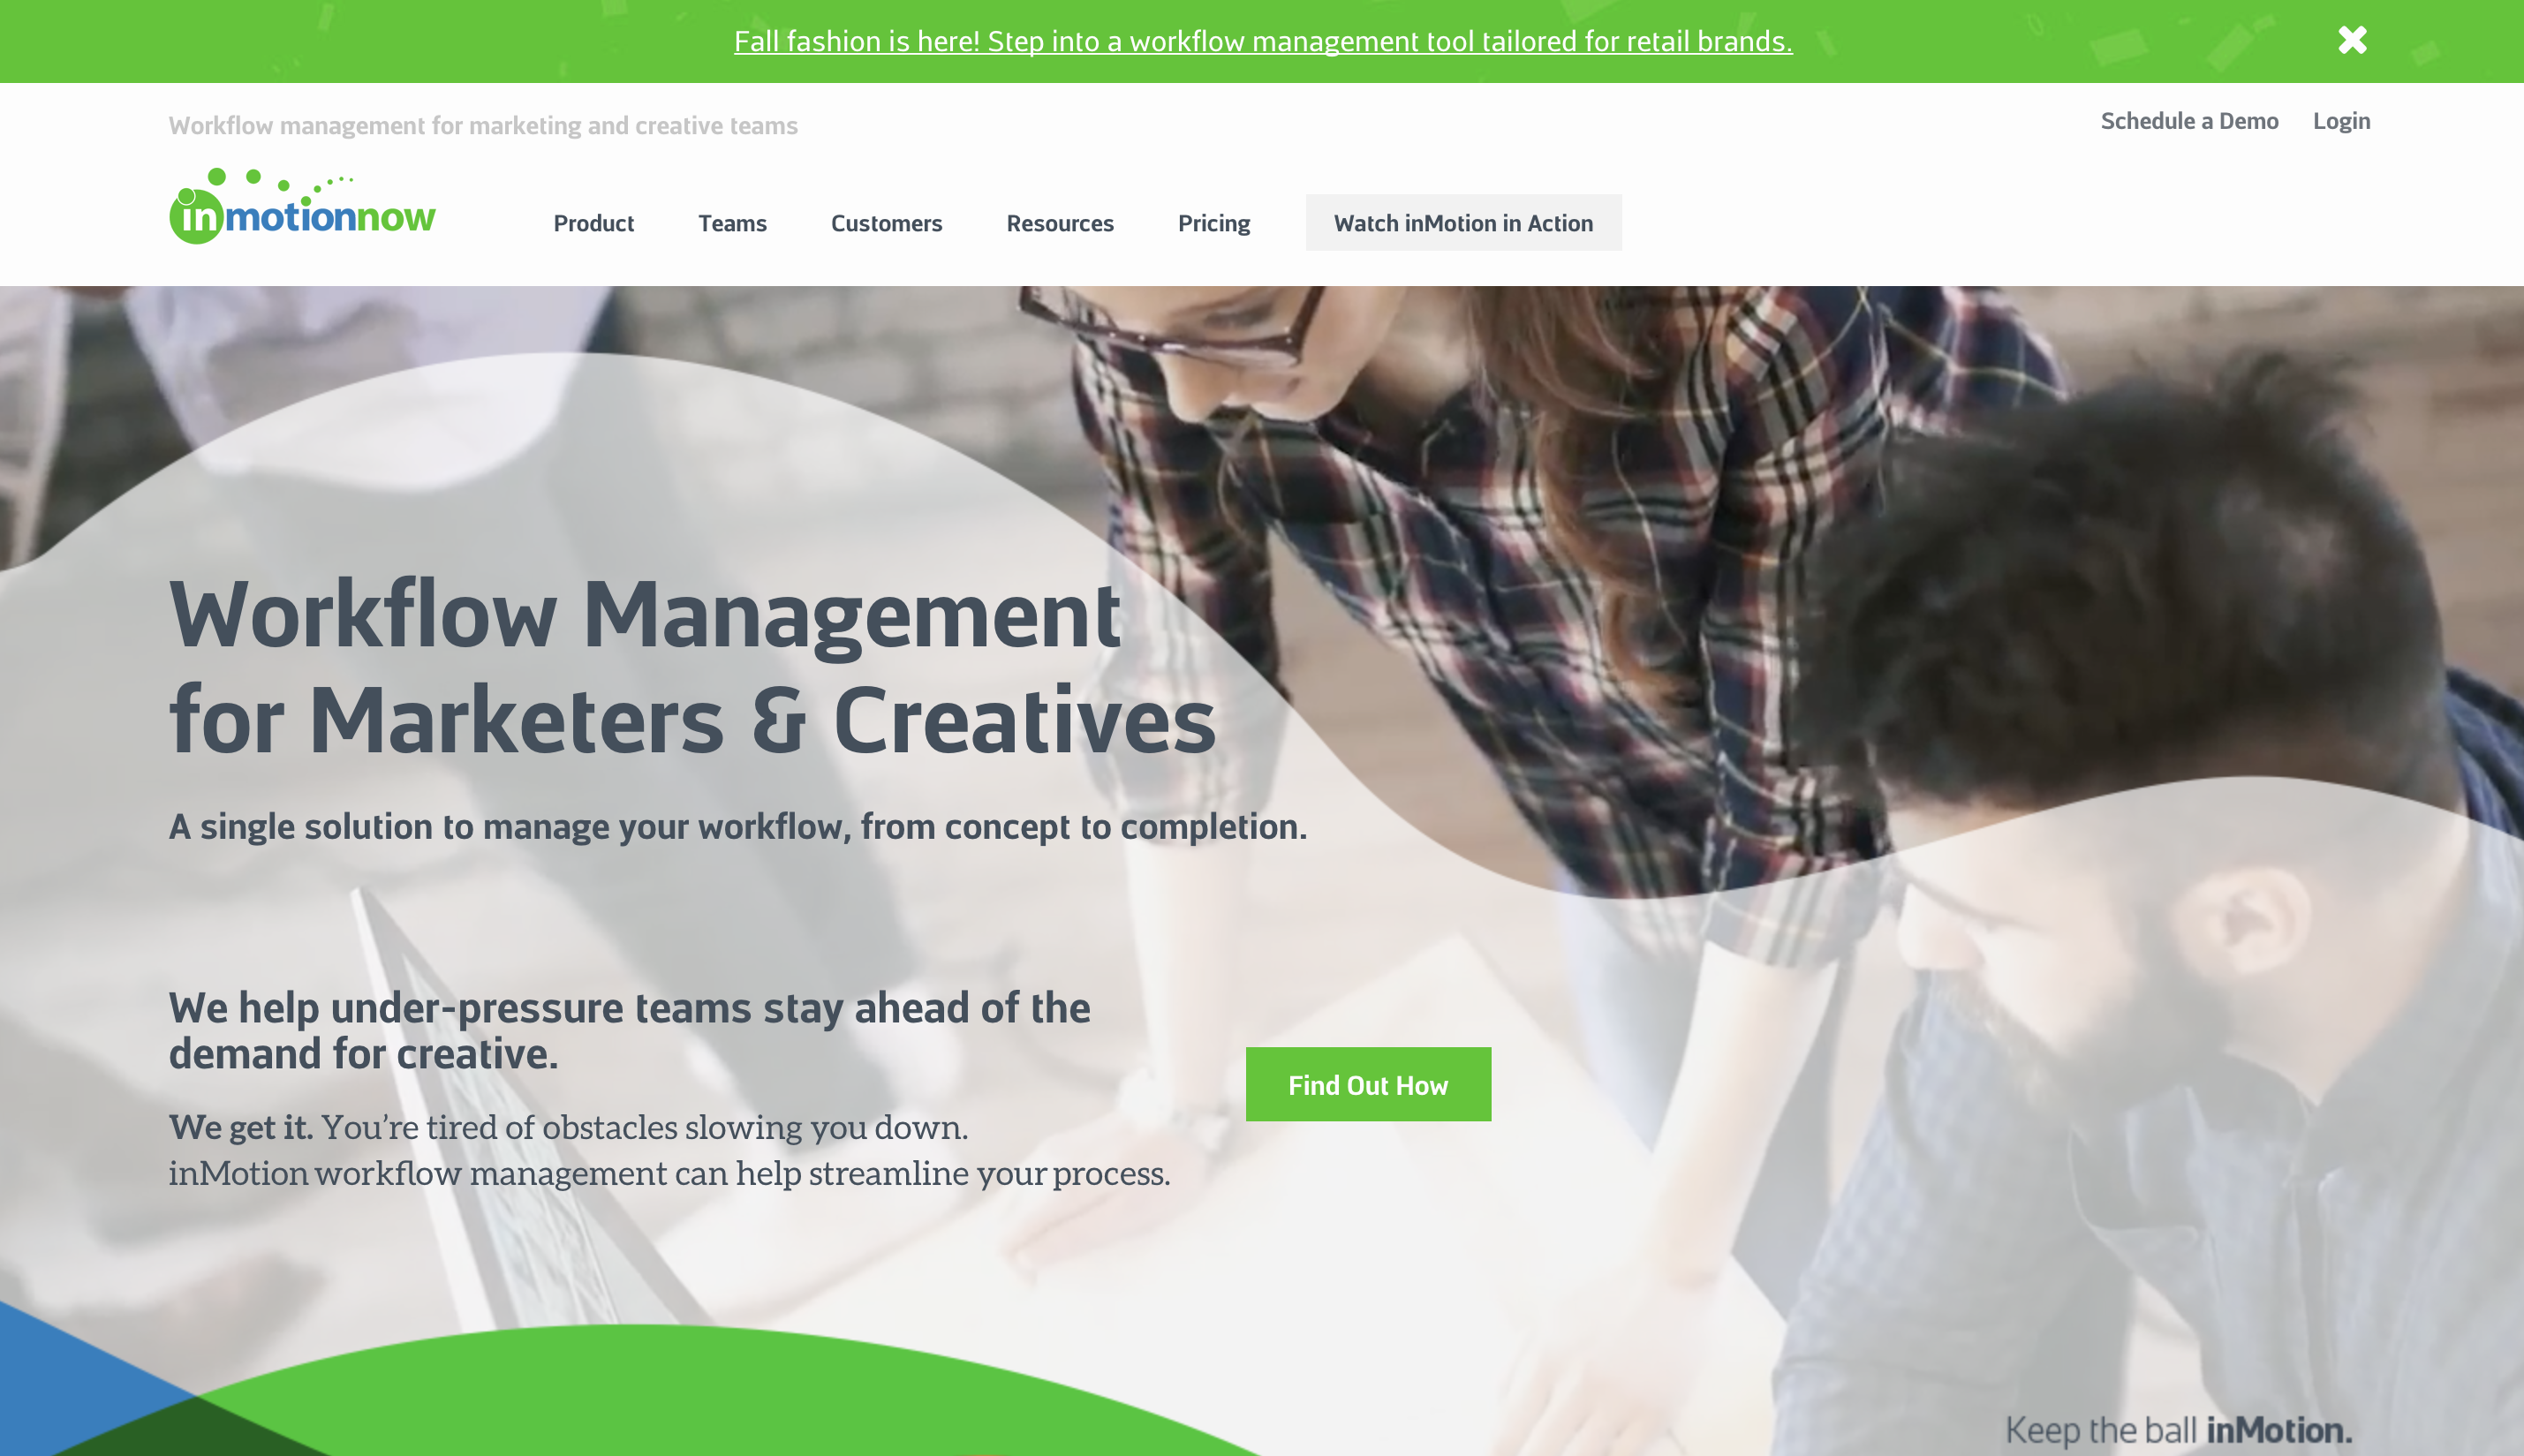 Fall fashion is here! Step into a workflow management tool tailored for retail brands.
Workflow management for marketing and creative teams
Schedule a Demo
Login
inmotionnow
Product
Teams
Customers
Resources
Pricing
Watch inMotion in Action
Workflow Management
for Marketers & Creatives
A single solution to manage your workflow, from concept to completion.
We help under-pressure teams stay ahead of the
demand for creative.
Find Out How
We get it. You’re tired of obstacles slowing you down.
inMotion workflow management can help streamline your process.
Keep the ball inMotion.